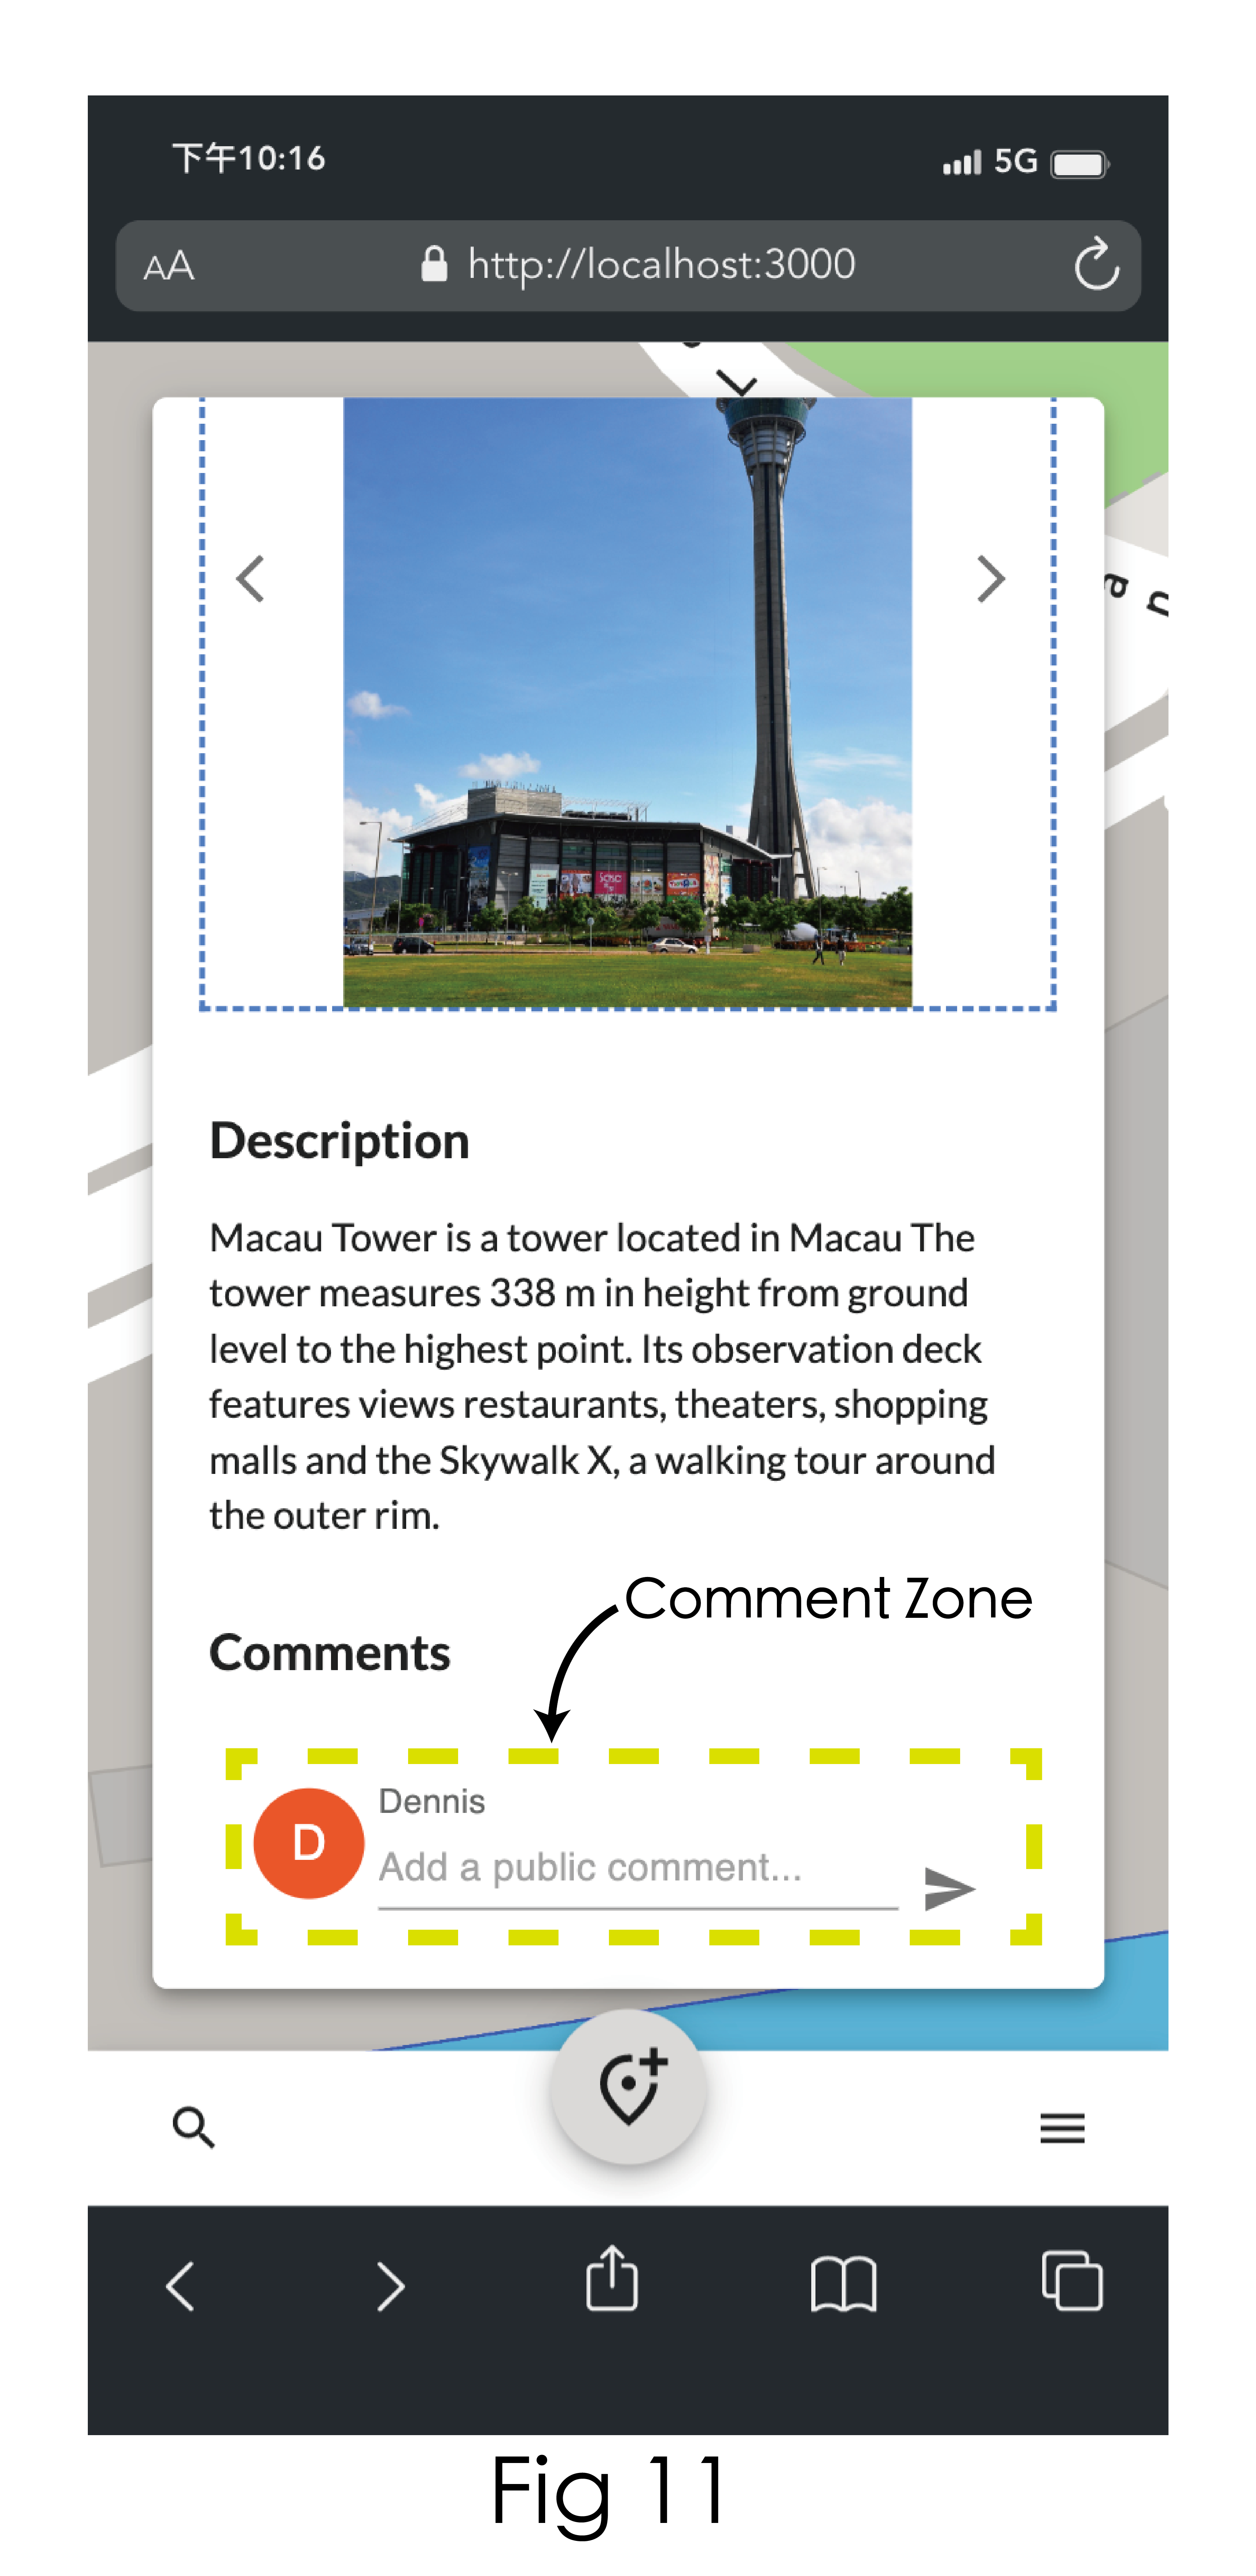 下午10:16
5G
AA
http://localhost:3000
a
n
Description
Macau Tower is a tower located in Macau The
tower measures 338 m in height from ground
level to the highest point. Its observation deck
features views restaurants, theaters, shopping
malls and the Skywalk X, a walking tour around
the outer rim.
Comment Zone
Comments
D
Dennis
Add a public comment...
Fig 11